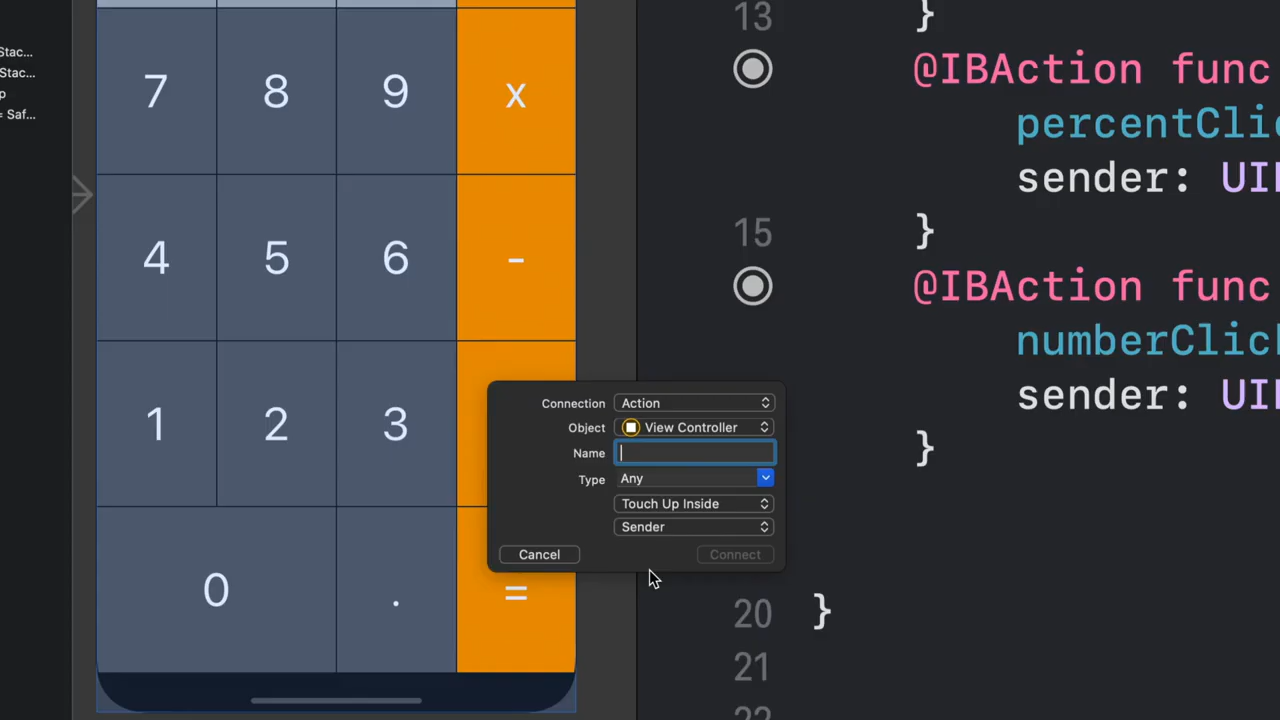 Stac...
Stac...
p
= Saf...
7 8 9 x
4 5 6 -
1 2 3
0 . =
Connection Action
Object View Controller
Name
Type Any
Touch Up Inside
Sender
Cancel Connect
13 }
@IBAction func
percentCli
sender: UI
15 }
@IBAction func
numberClic
sender: UI
}
20 }
21
22